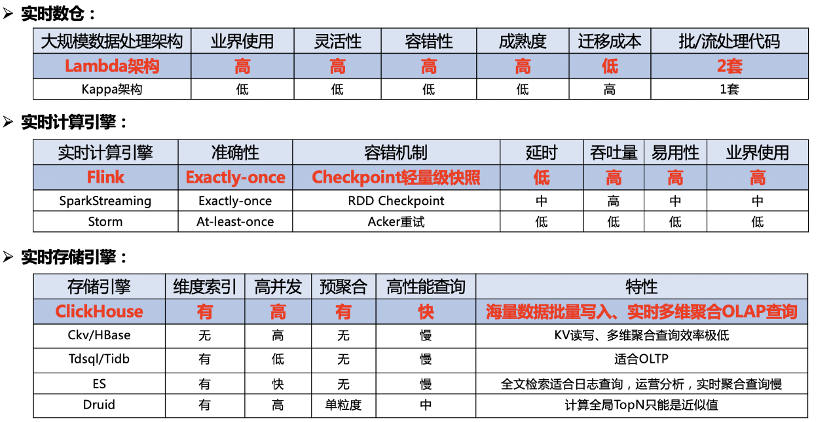 ➢ 实时数仓：
大规模数据处理架构 业界使用 灵活性 容错性 成熟度 迁移成本 批/流处理代码
Lambda架构 高 高 高 高 低 2套
Kappa架构 低 低 低 低 高 1套
➢ 实时计算引擎：
实时计算引擎 准确性 容错机制 延时 吞吐量 易用性 业界使用
Flink Exactly-once Checkpoint轻量级快照 低 高 高 高
SparkStreaming Exactly-once RDD Checkpoint 中 高 中 中
Storm At-least-once Acker重试 低 低 低 低
➢ 实时存储引擎：
存储引擎 维度索引 高并发 预聚合 高性能查询 特性
ClickHouse 有 高 有 快 海量数据批量写入、实时多维聚合OLAP查询
Ckv/HBase 无 高 无 慢 KV读写、多维聚合查询效率极低
Tdsql/Tidb 有 低 无 慢 适合OLTP
ES 有 快 无 慢 全文检索适合日志查询，运营分析，实时聚合查询慢
Druid 有 高 单粒度 中 计算全局TopN只能是近似值